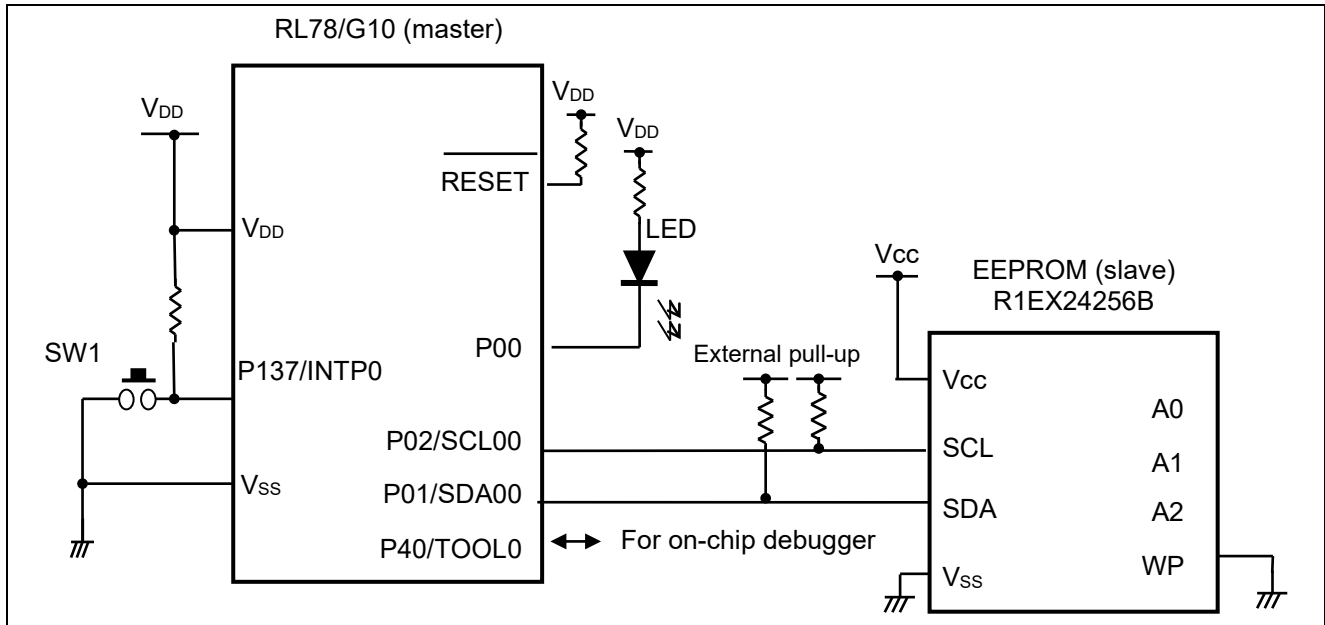 RL78/G10 (master)
VDD
VDD
VDD
RESET
VDD
LED
Vcc
EEPROM (slave)
R1EX24256B
SW1
P137/INTP0
P00
External pull-up
Vcc
A0
P02/SCL00
SCL
A1
VSS
P01/SDA00
SDA
A2
P40/TOOL0
For on-chip debugger
VSS
WP